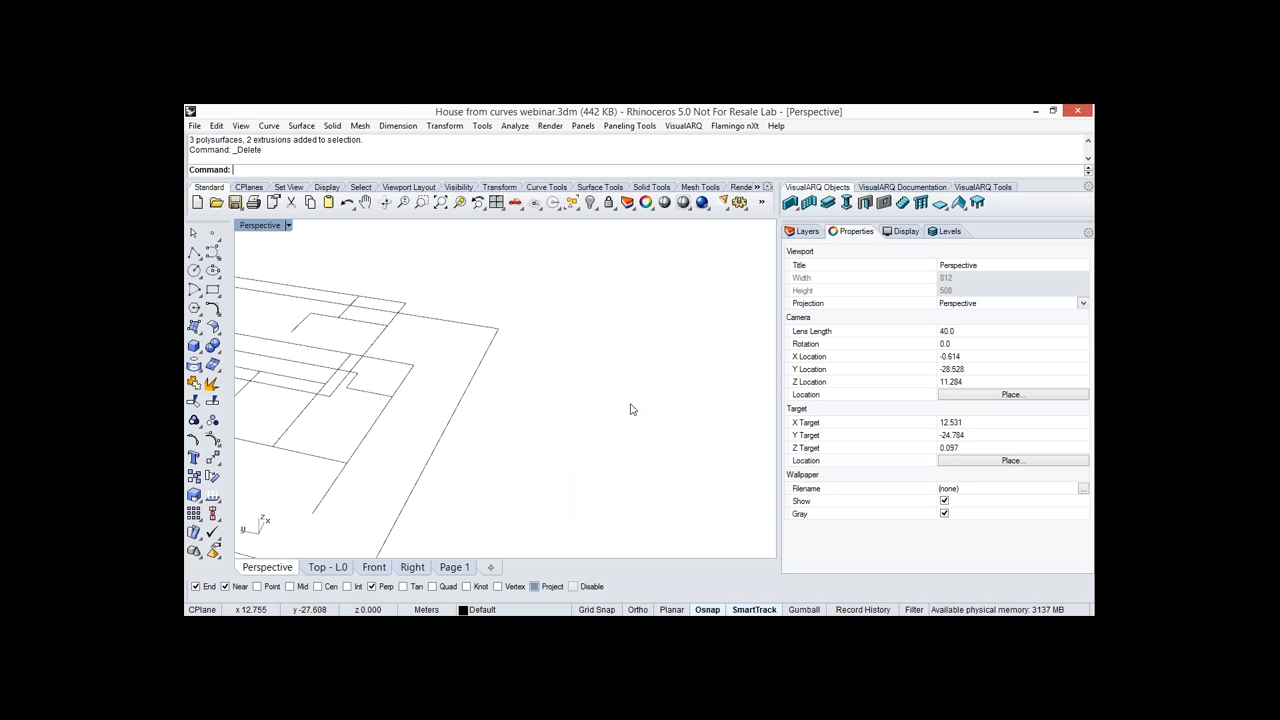 House from curves webinar.3dm (442 KB) - Rhinoceros 5.0 Not For Resale Lab - [Perspective]
File Edit View Curve Surface Solid Mesh Dimension Transform Tools Analyze Render Panels Paneling Tools VisualARQ Flamingo nXt Help
3 polysurfaces, 2 extrusions added to selection.
Command: _Delete
Command:
Standard CPlanes Set View Display Select Viewport Layout Visibility Transform Curve Tools Surface Tools Solid Tools Mesh Tools Rende »
VisualARQ Objects VisualARQ Documentation VisualARQ Tools
Perspective
Layers Properties Display Levels
Viewport
Title Perspective
Width 812
Height 508
Projection Perspective
Camera
Lens Length 40.0
Rotation 0.0
X Location -0.614
Y Location -28.528
Z Location 11.284
Location Place...
Target
X Target 12.531
Y Target -24.784
Z Target 0.097
Location Place...
Wallpaper
Filename (none) ...
Show
Gray
z
y x
Perspective Top - L0 Front Right Page 1
End Near Point Mid Cen Int Perp Tan Quad Knot Vertex Project Disable
CPlane x 12.755 y -27.608 z 0.000 Meters Default Grid Snap Ortho Planar Osnap SmartTrack Gumball Record History Filter Available physical memory: 3137 MB